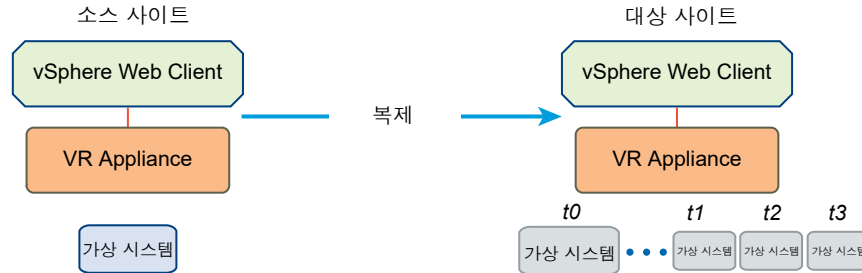 소스 사이트
대상 사이트
vSphere Web Client
vSphere Web Client
복제
VR Appliance
VR Appliance
t0
t1
t2
t3
가상 시스템
가상 시스템
가상 시스템
가상 시스템
가상 시스템